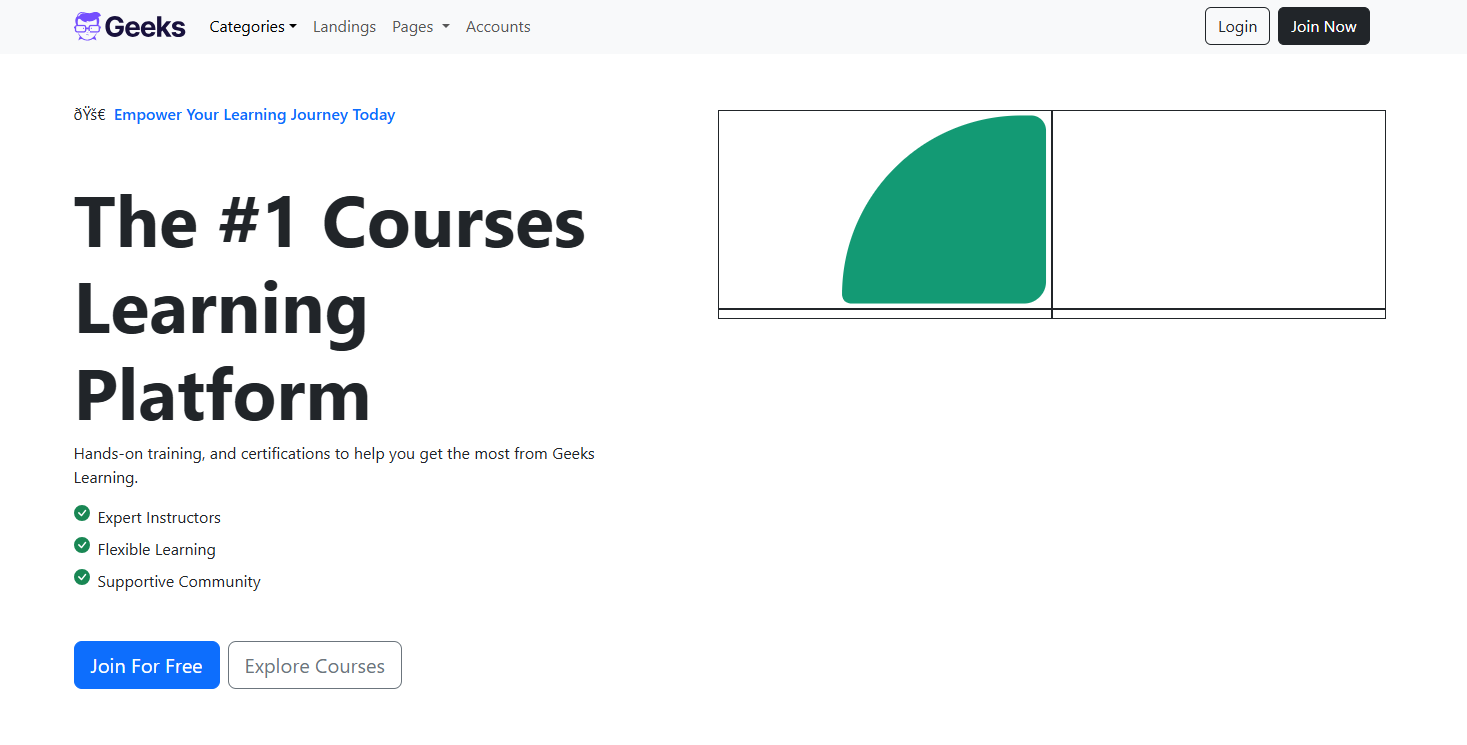 Geeks Categories Landings Pages Accounts Login Join Now
🚀 Empower Your Learning Journey Today
The #1 Courses
Learning
Platform
Hands-on training, and certifications to help you get the most from Geeks
Learning.
Expert Instructors
Flexible Learning
Supportive Community
Join For Free Explore Courses